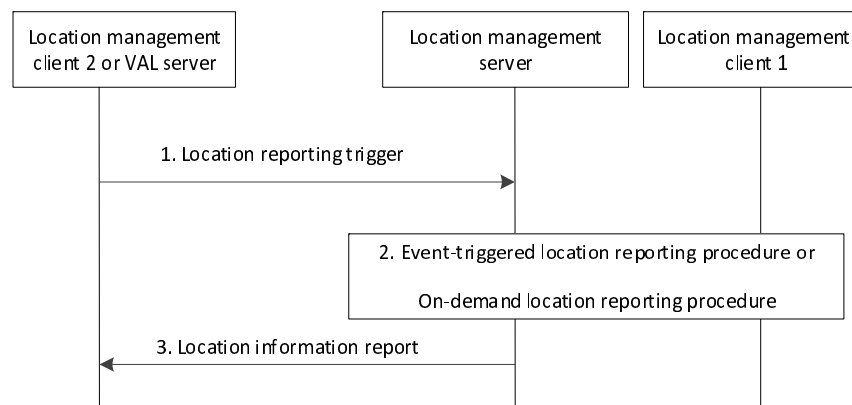 Location management
client 2 or VAL server
Location management
server
Location management
client 1
1. Location reporting trigger
2. Event-triggered location reporting procedure or
On-demand location reporting procedure
3. Location information report